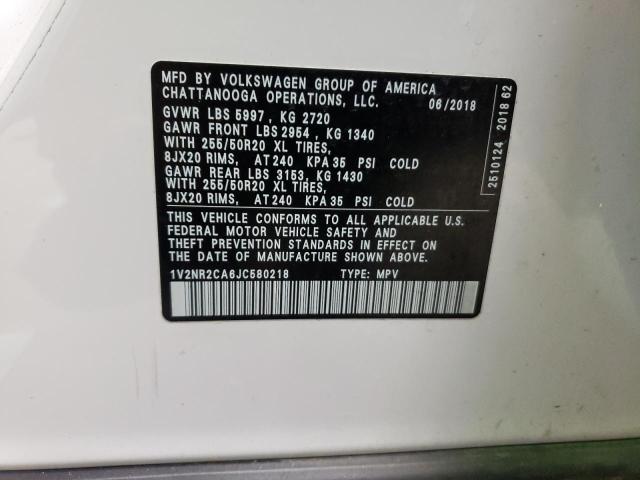 MFD BY VOLKSWAGEN GROUP OF AMERICA
CHATTANOOGA OPERATIONS, LLC. 06/2018
GVWR LBS 5997 , KG 2720
GAWR FRONT LBS 2954 , KG 1340
WITH 255/50R20 XL TIRES,
8JX20 RIMS, AT 240 KPA 35 PSI COLD
GAWR REAR LBS 3153, KG 1430
WITH 255/50R20 XL TIRES,
8JX20 RIMS, AT 240 KPA 35 PSI COLD
THIS VEHICLE CONFORMS TO ALL APPLICABLE U.S.
FEDERAL MOTOR VEHICLE SAFETY AND
THEFT PREVENTION STANDARDS IN EFFECT ON
THE DATE OF MANUFACTURE SHOWN ABOVE.
1V2NR2CA6JC580218 TYPE: MPV
2510124 2018 62